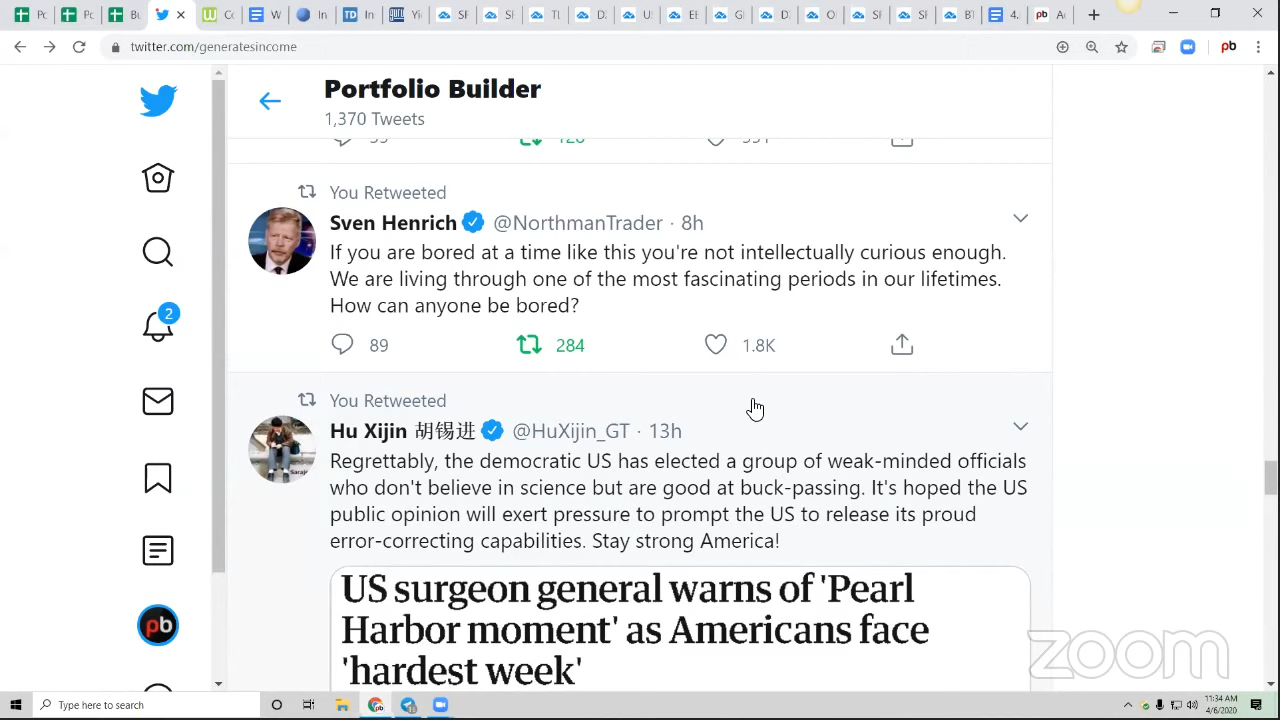 twitter.com/generatesincome
pb
Portfolio Builder
1,370 Tweets
You Retweeted
Sven Henrich @NorthmanTrader · 8h
If you are bored at a time like this you're not intellectually curious enough.
We are living through one of the most fascinating periods in our lifetimes.
How can anyone be bored?
89 284 1.8K
2
You Retweeted
Hu Xijin 胡锡进 @HuXijin_GT · 13h
Regrettably, the democratic US has elected a group of weak-minded officials
who don't believe in science but are good at buck-passing. It's hoped the US
public opinion will exert pressure to prompt the US to release its proud
error-correcting capabilities. Stay strong America!
US surgeon general warns of 'Pearl
Harbor moment' as Americans face
'hardest week'
pb
zoom
Type here to search
11:34 AM
4/6/2020